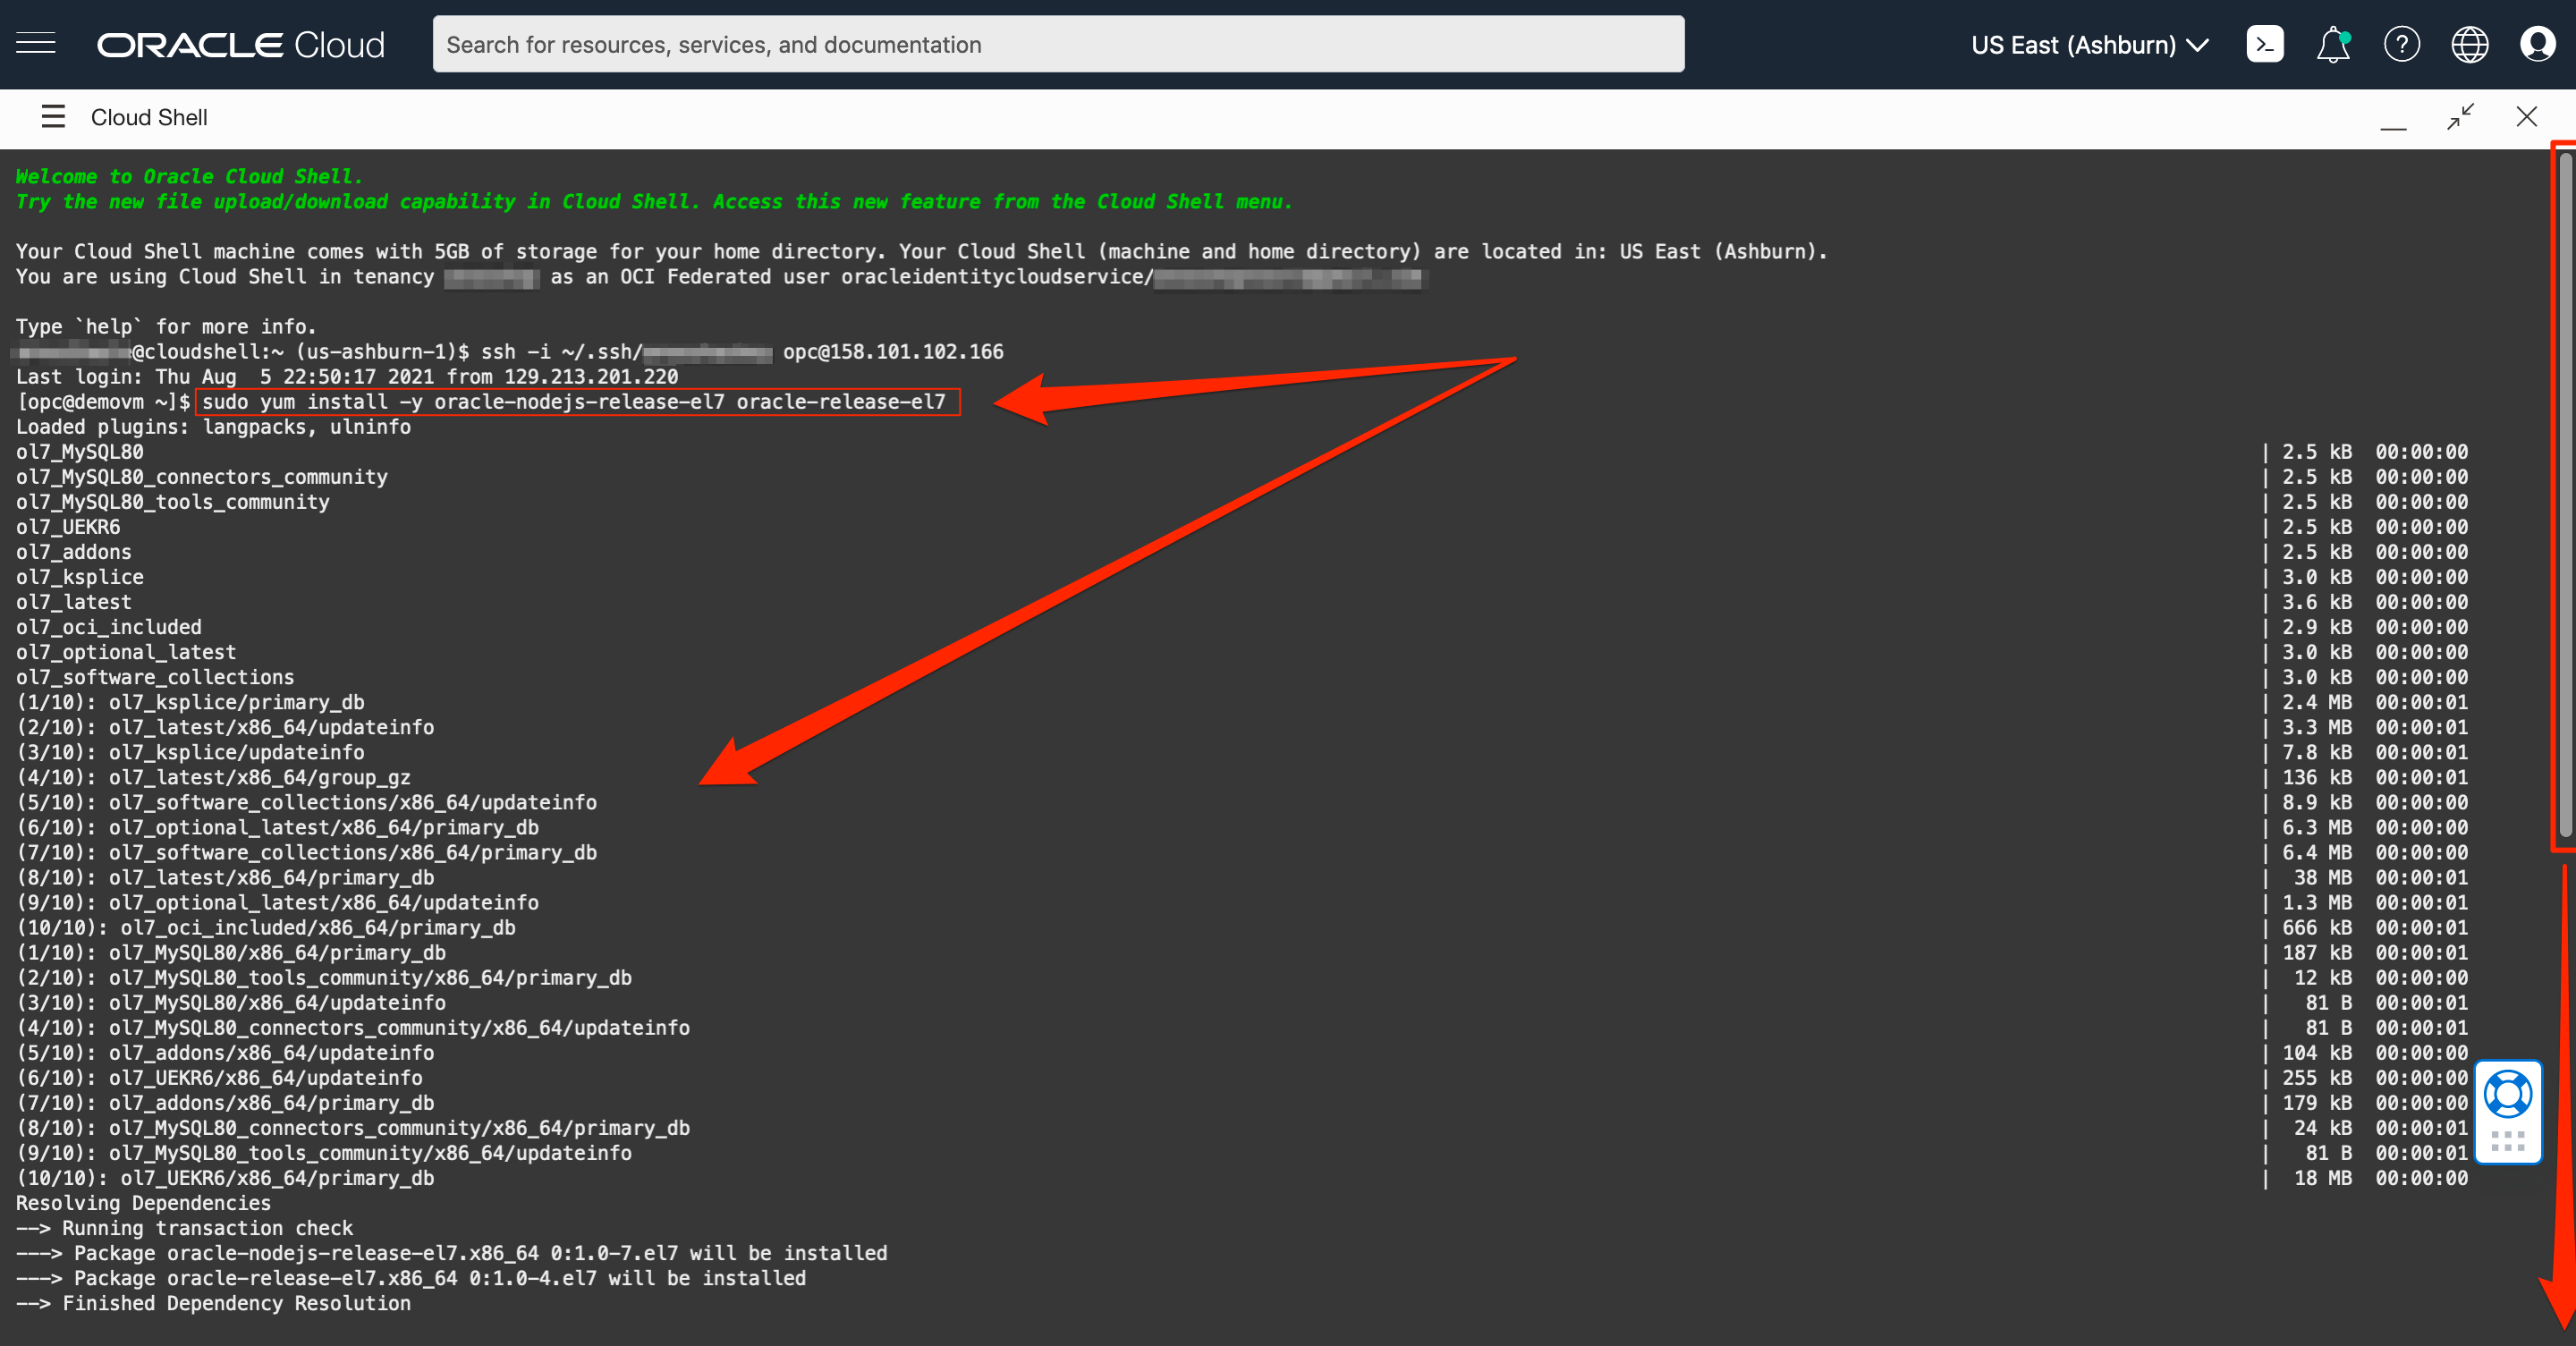 ORACLE Cloud
Search for resources, services, and documentation
US East (Ashburn)
Cloud Shell
Welcome to Oracle Cloud Shell.
Try the new file upload/download capability in Cloud Shell. Access this new feature from the Cloud Shell menu.
Your Cloud Shell machine comes with 5GB of storage for your home directory. Your Cloud Shell (machine and home directory) are located in: US East (Ashburn).
You are using Cloud Shell in tenancy as an OCI Federated user oracleidentitycloudservice/
Type `help` for more info.
@cloudshell:~ (us-ashburn-1)$ ssh -i ~/.ssh/ opc@158.101.102.166
Last login: Thu Aug  5 22:50:17 2021 from 129.213.201.220
[opc@demovm ~]$ sudo yum install -y oracle-nodejs-release-el7 oracle-release-el7
Loaded plugins: langpacks, ulninfo
ol7_MySQL80 | 2.5 kB  00:00:00
ol7_MySQL80_connectors_community | 2.5 kB  00:00:00
ol7_MySQL80_tools_community | 2.5 kB  00:00:00
ol7_UEKR6 | 2.5 kB  00:00:00
ol7_addons | 2.5 kB  00:00:00
ol7_ksplice | 3.0 kB  00:00:00
ol7_latest | 3.6 kB  00:00:00
ol7_oci_included | 2.9 kB  00:00:00
ol7_optional_latest | 3.0 kB  00:00:00
ol7_software_collections | 3.0 kB  00:00:00
(1/10): ol7_ksplice/primary_db | 2.4 MB  00:00:01
(2/10): ol7_latest/x86_64/updateinfo | 3.3 MB  00:00:01
(3/10): ol7_ksplice/updateinfo | 7.8 kB  00:00:01
(4/10): ol7_latest/x86_64/group_gz | 136 kB  00:00:01
(5/10): ol7_software_collections/x86_64/updateinfo | 8.9 kB  00:00:00
(6/10): ol7_optional_latest/x86_64/primary_db | 6.3 MB  00:00:00
(7/10): ol7_software_collections/x86_64/primary_db | 6.4 MB  00:00:00
(8/10): ol7_latest/x86_64/primary_db | 38 MB  00:00:01
(9/10): ol7_optional_latest/x86_64/updateinfo | 1.3 MB  00:00:01
(10/10): ol7_oci_included/x86_64/primary_db | 666 kB  00:00:01
(1/10): ol7_MySQL80/x86_64/primary_db | 187 kB  00:00:01
(2/10): ol7_MySQL80_tools_community/x86_64/primary_db | 12 kB  00:00:00
(3/10): ol7_MySQL80/x86_64/updateinfo | 81 B  00:00:01
(4/10): ol7_MySQL80_connectors_community/x86_64/updateinfo | 81 B  00:00:01
(5/10): ol7_addons/x86_64/updateinfo | 104 kB  00:00:00
(6/10): ol7_UEKR6/x86_64/updateinfo | 255 kB  00:00:00
(7/10): ol7_addons/x86_64/primary_db | 179 kB  00:00:00
(8/10): ol7_MySQL80_connectors_community/x86_64/primary_db | 24 kB  00:00:01
(9/10): ol7_MySQL80_tools_community/x86_64/updateinfo | 81 B  00:00:01
(10/10): ol7_UEKR6/x86_64/primary_db | 18 MB  00:00:00
Resolving Dependencies
--> Running transaction check
---> Package oracle-nodejs-release-el7.x86_64 0:1.0-7.el7 will be installed
---> Package oracle-release-el7.x86_64 0:1.0-4.el7 will be installed
--> Finished Dependency Resolution